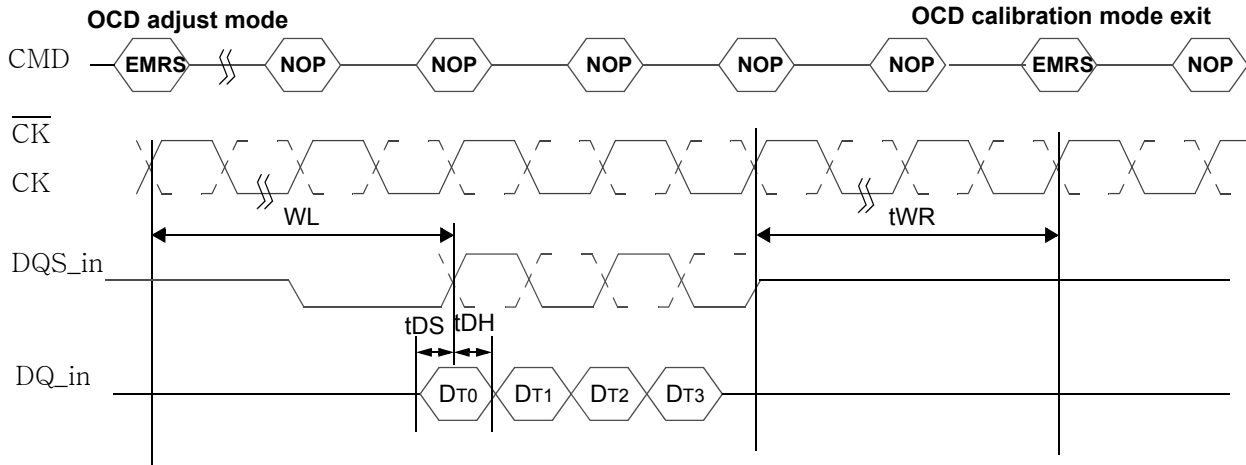 OCD adjust mode
OCD calibration mode exit
CMD
EMRS NOP NOP NOP NOP NOP EMRS NOP
CK
CK
WL
tWR
DQS_in
tDS tDH
DQ_in
DT0 DT1 DT2 DT3